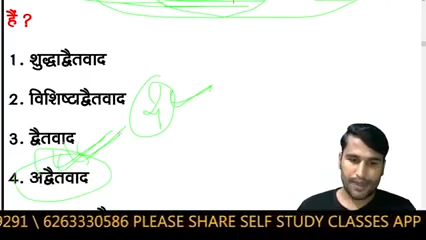 हैं ?
1. शुद्धाद्वैतवाद
2. विशिष्टाद्वैतवाद
3. द्वैतवाद
4. अद्वैतवाद
9291 \ 6263330586 PLEASE SHARE SELF STUDY CLASSES APP